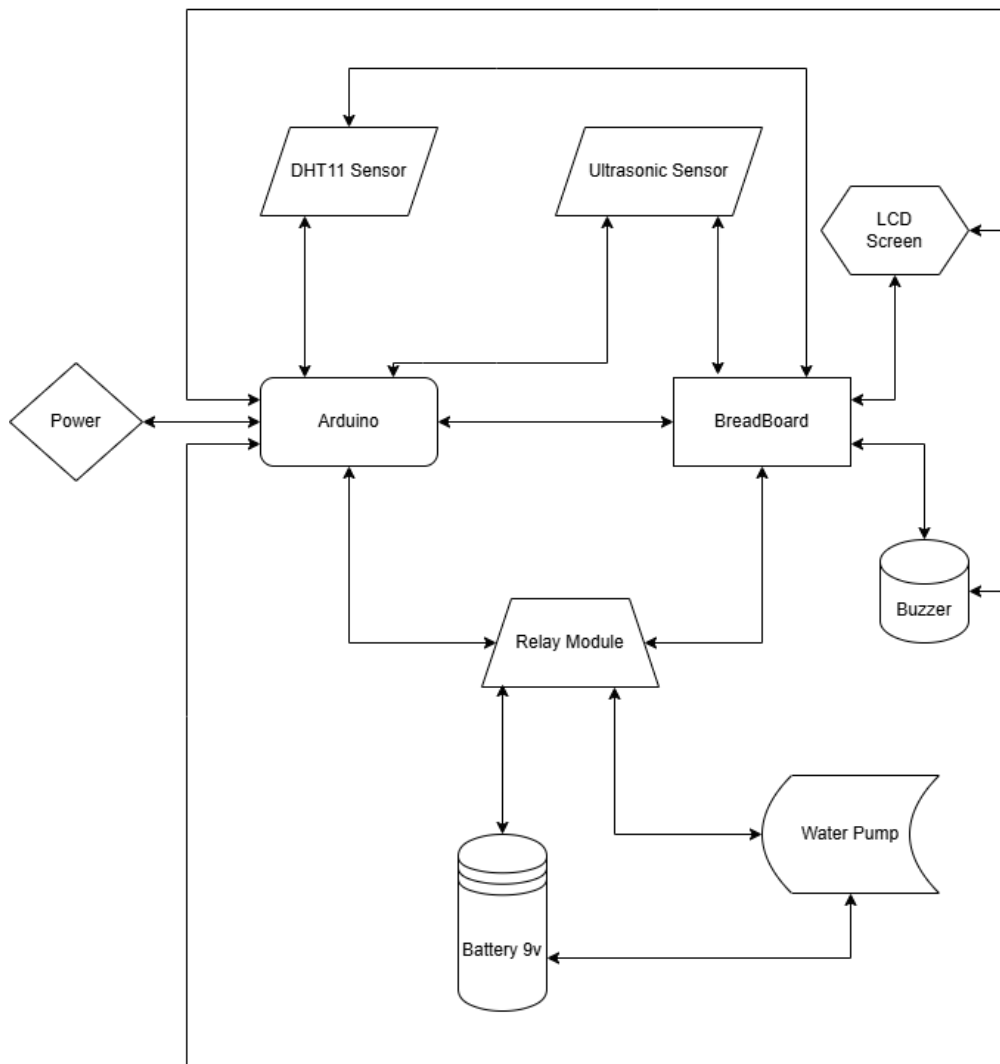 DHT11 Sensor
Ultrasonic Sensor
LCD
Screen
Power
Arduino
BreadBoard
Buzzer
Relay Module
Water Pump
Battery 9v